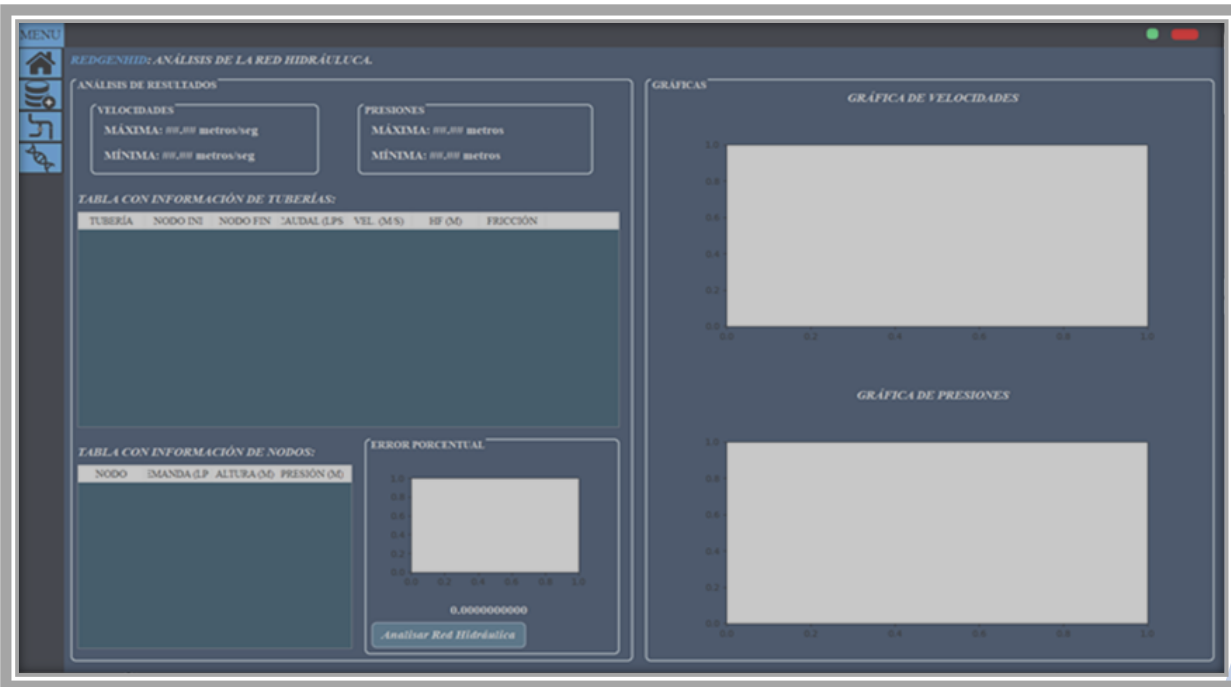 MENÚ
REDGENHID: ANÁLISIS DE LA RED HIDRÁULUCA.
ANÁLISIS DE RESULTADOS
VELOCIDADES
MÁXIMA: ##.## metros/seg
MÍNIMA: ##.## metros/seg
PRESIONES
MÁXIMA: ##.## metros
MÍNIMA: ##.## metros
TABLA CON INFORMACIÓN DE TUBERÍAS:
TUBERÍA NODO INI NODO FIN CAUDAL (LPS VEL. (M/S) HF (M) FRICCIÓN
TABLA CON INFORMACIÓN DE NODOS:
NODO EMANDA (LP ALTURA (M) PRESIÓN (M)
ERROR PORCENTUAL
1.0
0.8
0.6
0.4
0.2
0.0
0.0 0.2 0.4 0.6 0.8 1.0
0.0000000000
Analisar Red Hidráulica
GRÁFICAS
GRÁFICA DE VELOCIDADES
1.0
0.8
0.6
0.4
0.2
0.0
0.0 0.2 0.4 0.6 0.8 1.0
GRÁFICA DE PRESIONES
1.0
0.8
0.6
0.4
0.2
0.0
0.0 0.2 0.4 0.6 0.8 1.0